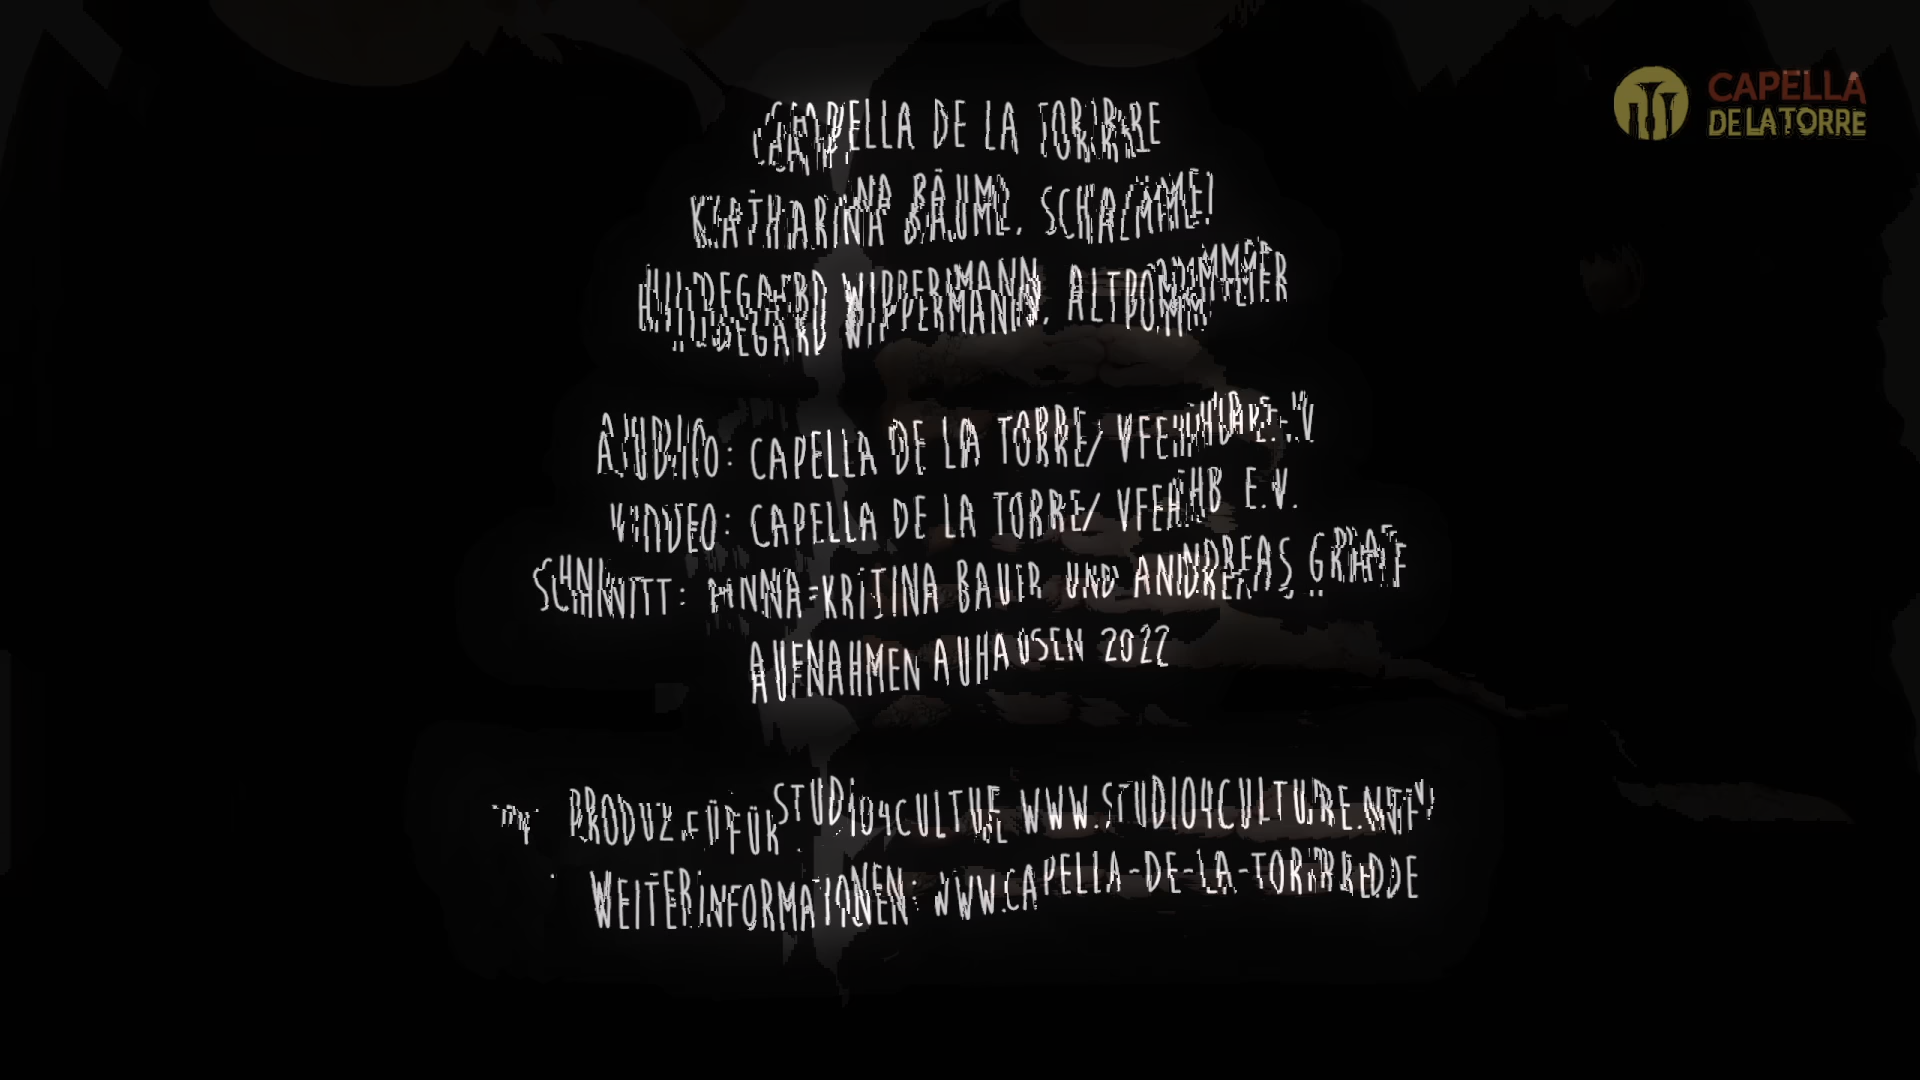 CAPELLA DE LA TORRE
CAPELLA DE LA TORRE
KATHARINA BÄUML, SCHALMEI
HILDEGARD WIPPERMANN, ALTPOMMER
AUDIO: CAPELLA DE LA TORRE/ VFEHHB E.V.
VIDEO: CAPELLA DE LA TORRE/ VFEHHB E.V.
SCHNITT: ANNA-KRISTINA BAUER UND ANDREAS GRAF
AUFNAHMEN AUHAUSEN 2022
FÜR STUDIO4CULTURE WWW.STUDIO4CULTURE.NET
INFORMATIONEN: WWW.CAPELLA-DE-LA-TORRE.DE